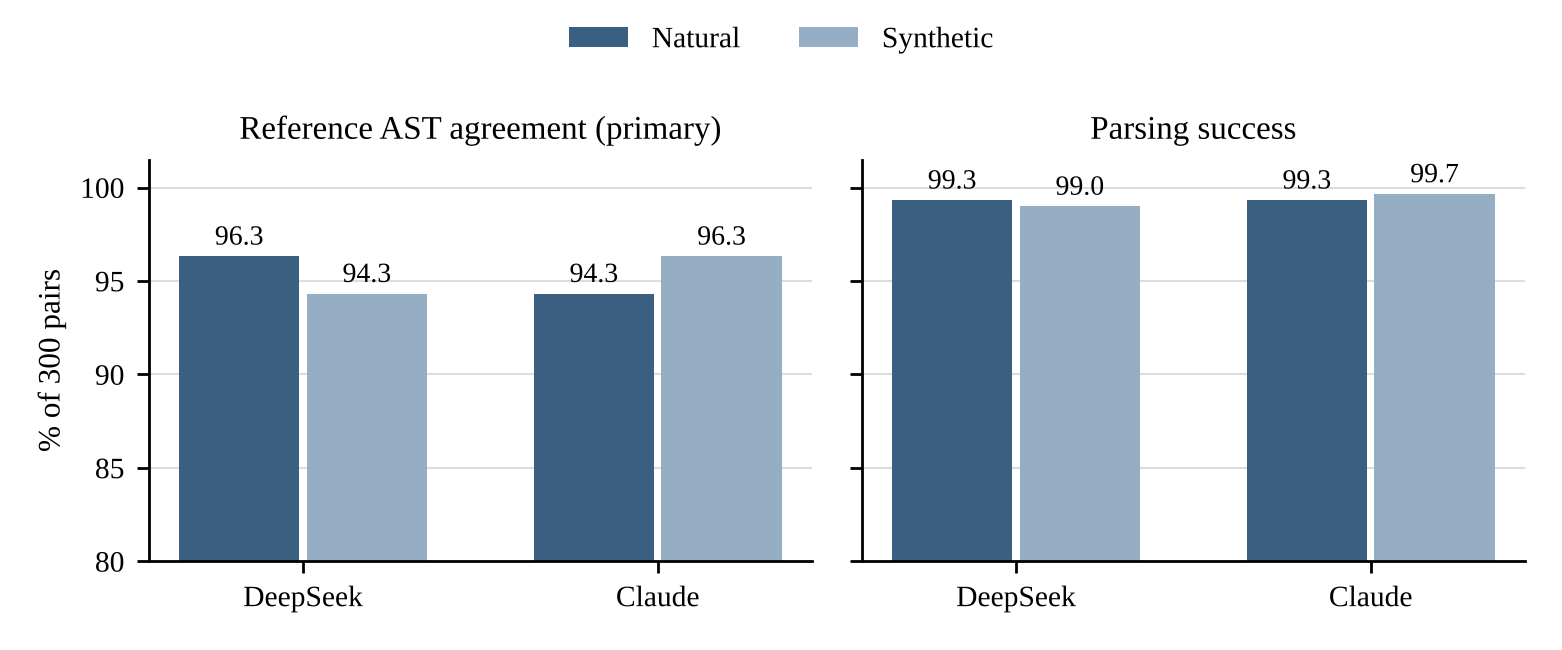 Natural Synthetic
Reference AST agreement (primary)
% of 300 pairs
100
95
90
85
80
96.3
94.3
94.3
96.3
DeepSeek
Claude
Parsing success
99.3
99.0
99.3
99.7
DeepSeek
Claude